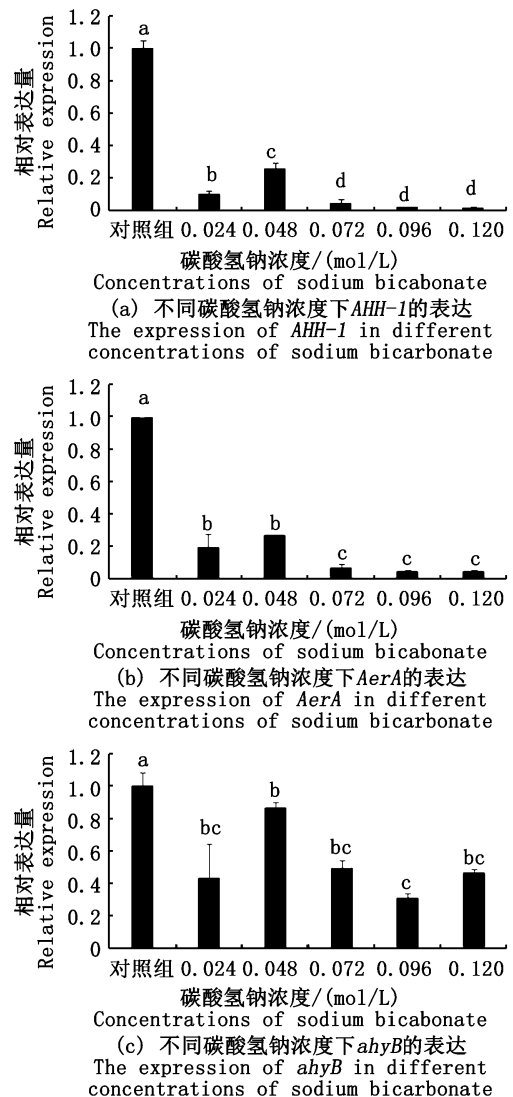 1.2
1.0
0.8
0.6
0.4
0.2
0
相对表达量
Relative expression
a
b
c
d
d
d
对照组 0.024 0.048 0.072 0.096 0.120
碳酸氢钠浓度/(mol/L)
Concentrations of sodium bicabonate
(a) 不同碳酸氢钠浓度下AHH-1的表达
The expression of AHH-1 in different
concentrations of sodium bicarbonate
1.2
1.0
0.8
0.6
0.4
0.2
0
相对表达量
Relative expression
a
b
b
c
c
c
对照组 0.024 0.048 0.072 0.096 0.120
碳酸氢钠浓度/(mol/L)
Concentrations of sodium bicabonate
(b) 不同碳酸氢钠浓度下AerA的表达
The expression of AerA in different
concentrations of sodium bicarbonate
1.2
1.0
0.8
0.6
0.4
0.2
0
相对表达量
Relative expression
a
bc
b
bc
c
bc
对照组 0.024 0.048 0.072 0.096 0.120
碳酸氢钠浓度/(mol/L)
Concentrations of sodium bicabonate
(c) 不同碳酸氢钠浓度下ahyB的表达
The expression of ahyB in different
concentrations of sodium bicarbonate